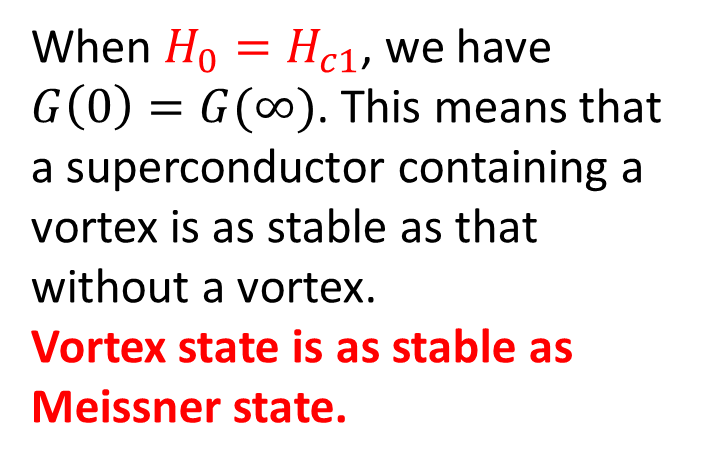 When H₀ = H_c1, we have
G(0) = G(∞). This means that
a superconductor containing a
vortex is as stable as that
without a vortex.
Vortex state is as stable as
Meissner state.